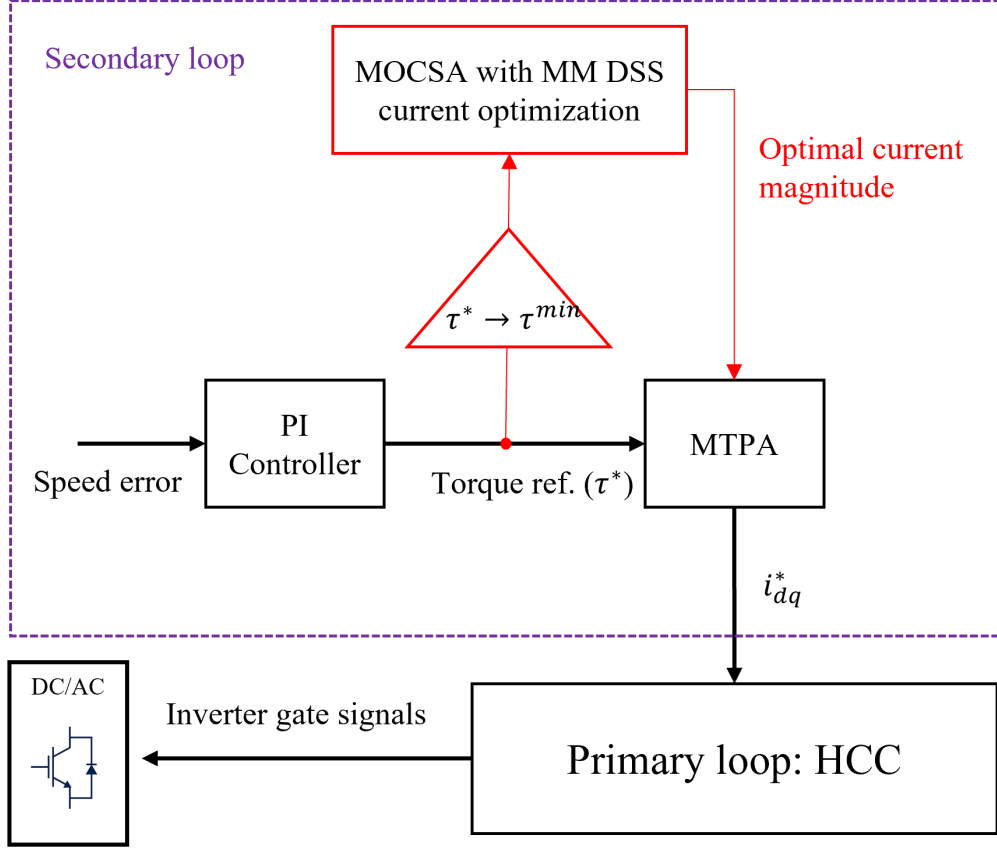 Secondary loop
MOCSA with MM DSS
current optimization
Optimal current
magnitude
τ* → τ^min
PI
Controller
MTPA
Speed error
Torque ref. (τ*)
i*_dq
DC/AC
Inverter gate signals
Primary loop: HCC